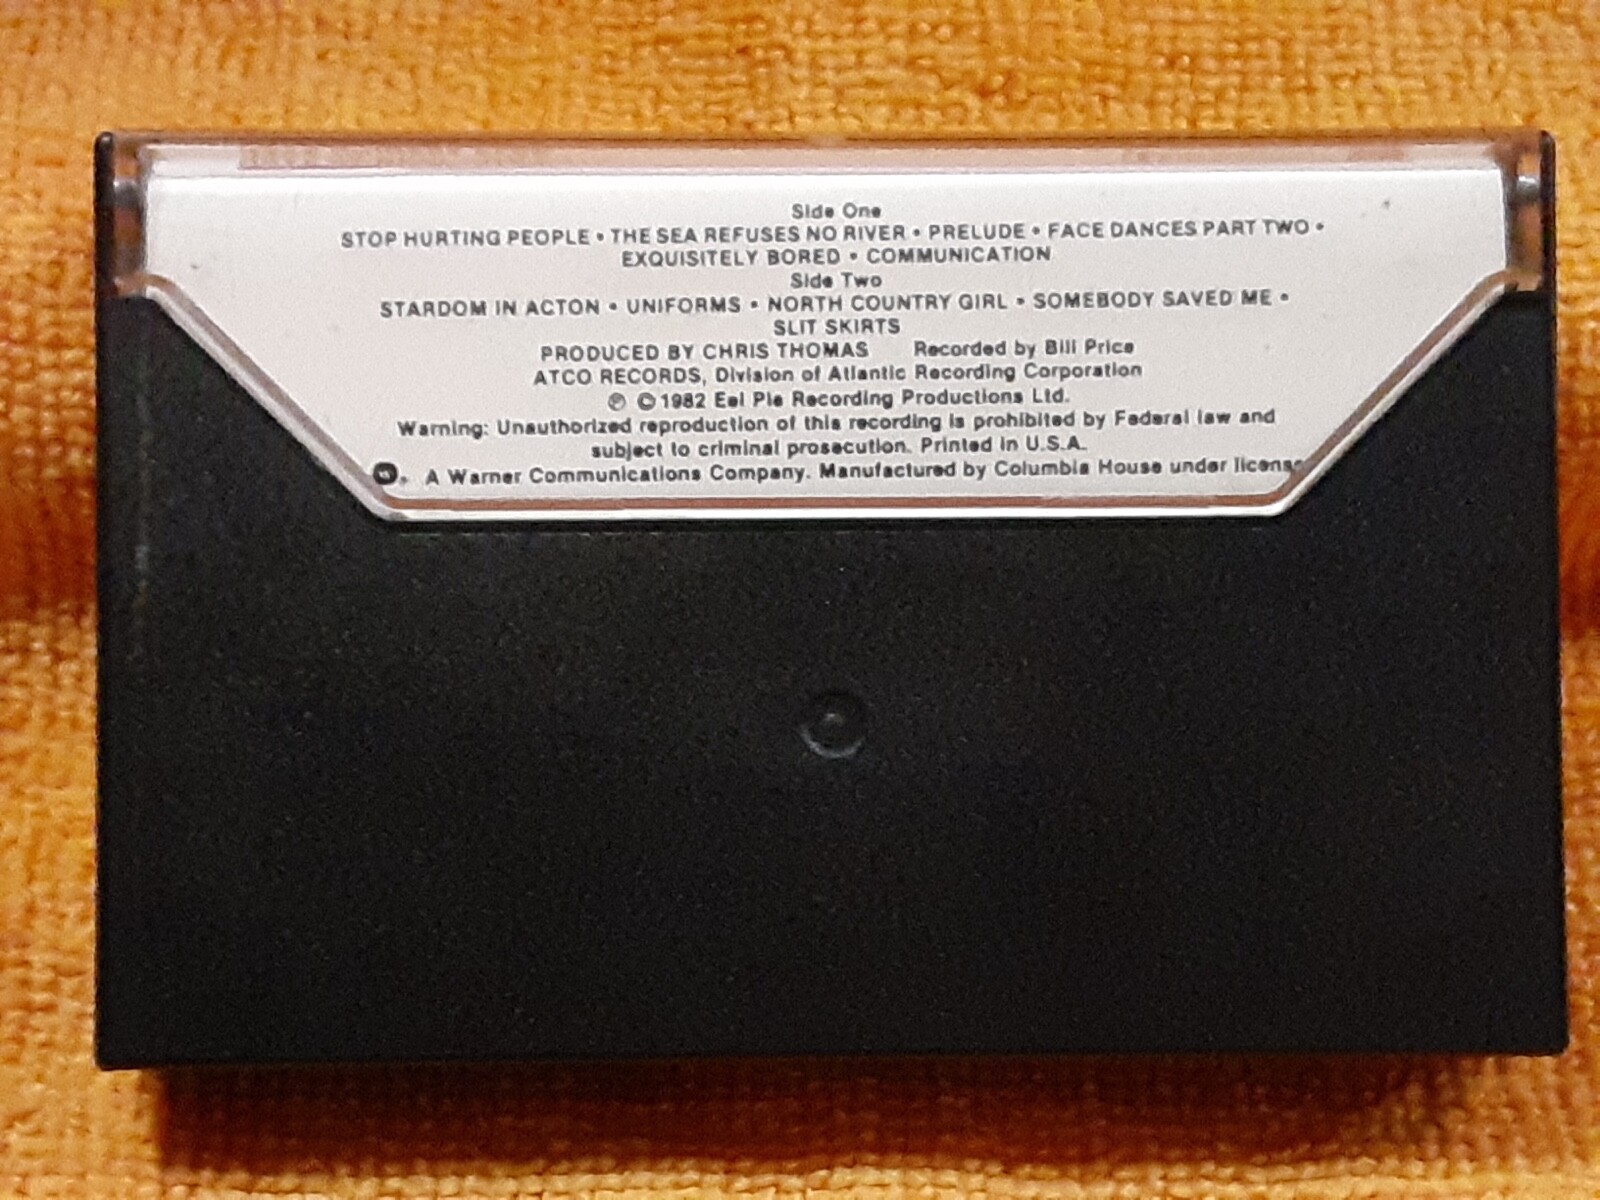 Side One
STOP HURTING PEOPLE • THE SEA REFUSES NO RIVER • PRELUDE • FACE DANCES PART TWO •
EXQUISITELY BORED • COMMUNICATION
Side Two
STARDOM IN ACTON • UNIFORMS • NORTH COUNTRY GIRL • SOMEBODY SAVED ME •
SLIT SKIRTS
PRODUCED BY CHRIS THOMAS Recorded by Bill Price
ATCO RECORDS, Division of Atlantic Recording Corporation
℗ © 1982 Eel Pie Recording Productions Ltd.
Warning: Unauthorized reproduction of this recording is prohibited by Federal law and
subject to criminal prosecution. Printed in U.S.A.
A Warner Communications Company. Manufactured by Columbia House under license